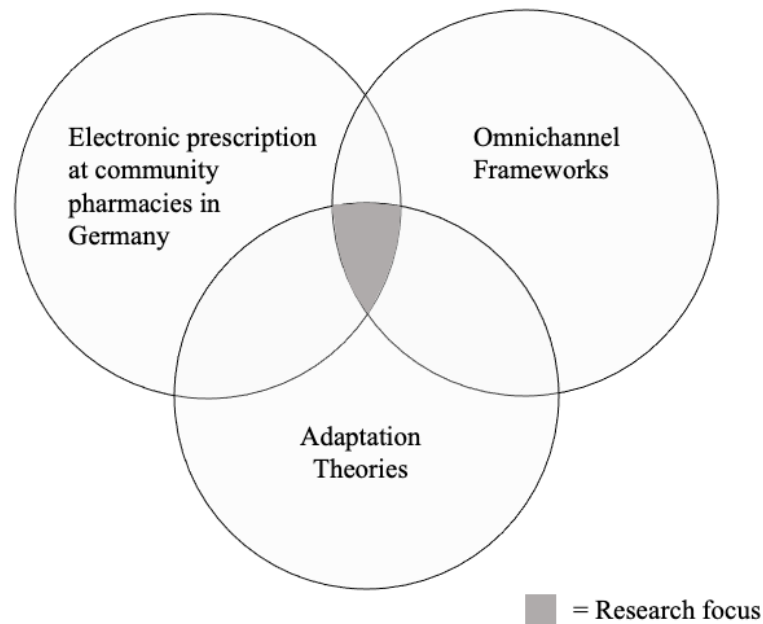 Electronic prescription
at community
pharmacies in
Germany
Omnichannel
Frameworks
Adaptation
Theories
= Research focus